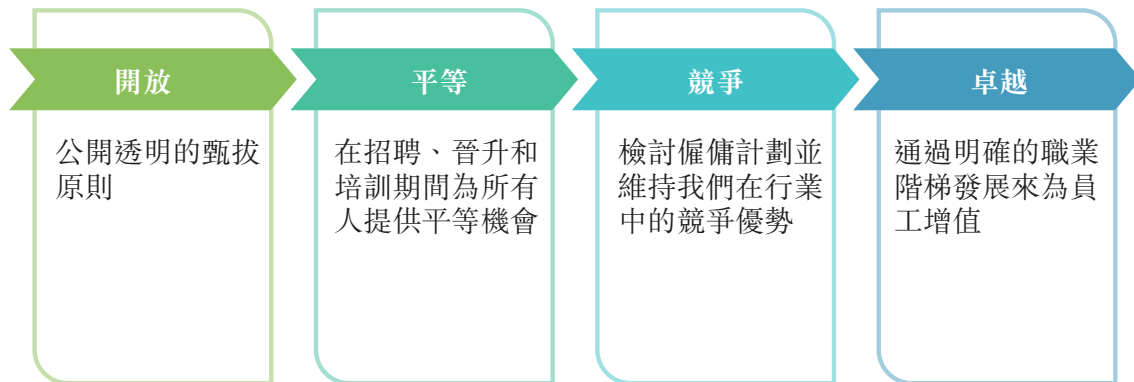 開放
公開透明的甄拔
原則
平等
在招聘、晉升和
培訓期間為所有
人提供平等機會
競爭
檢討僱傭計劃並
維持我們在行業
中的競爭優勢
卓越
通過明確的職業
階梯發展來為員
工增值